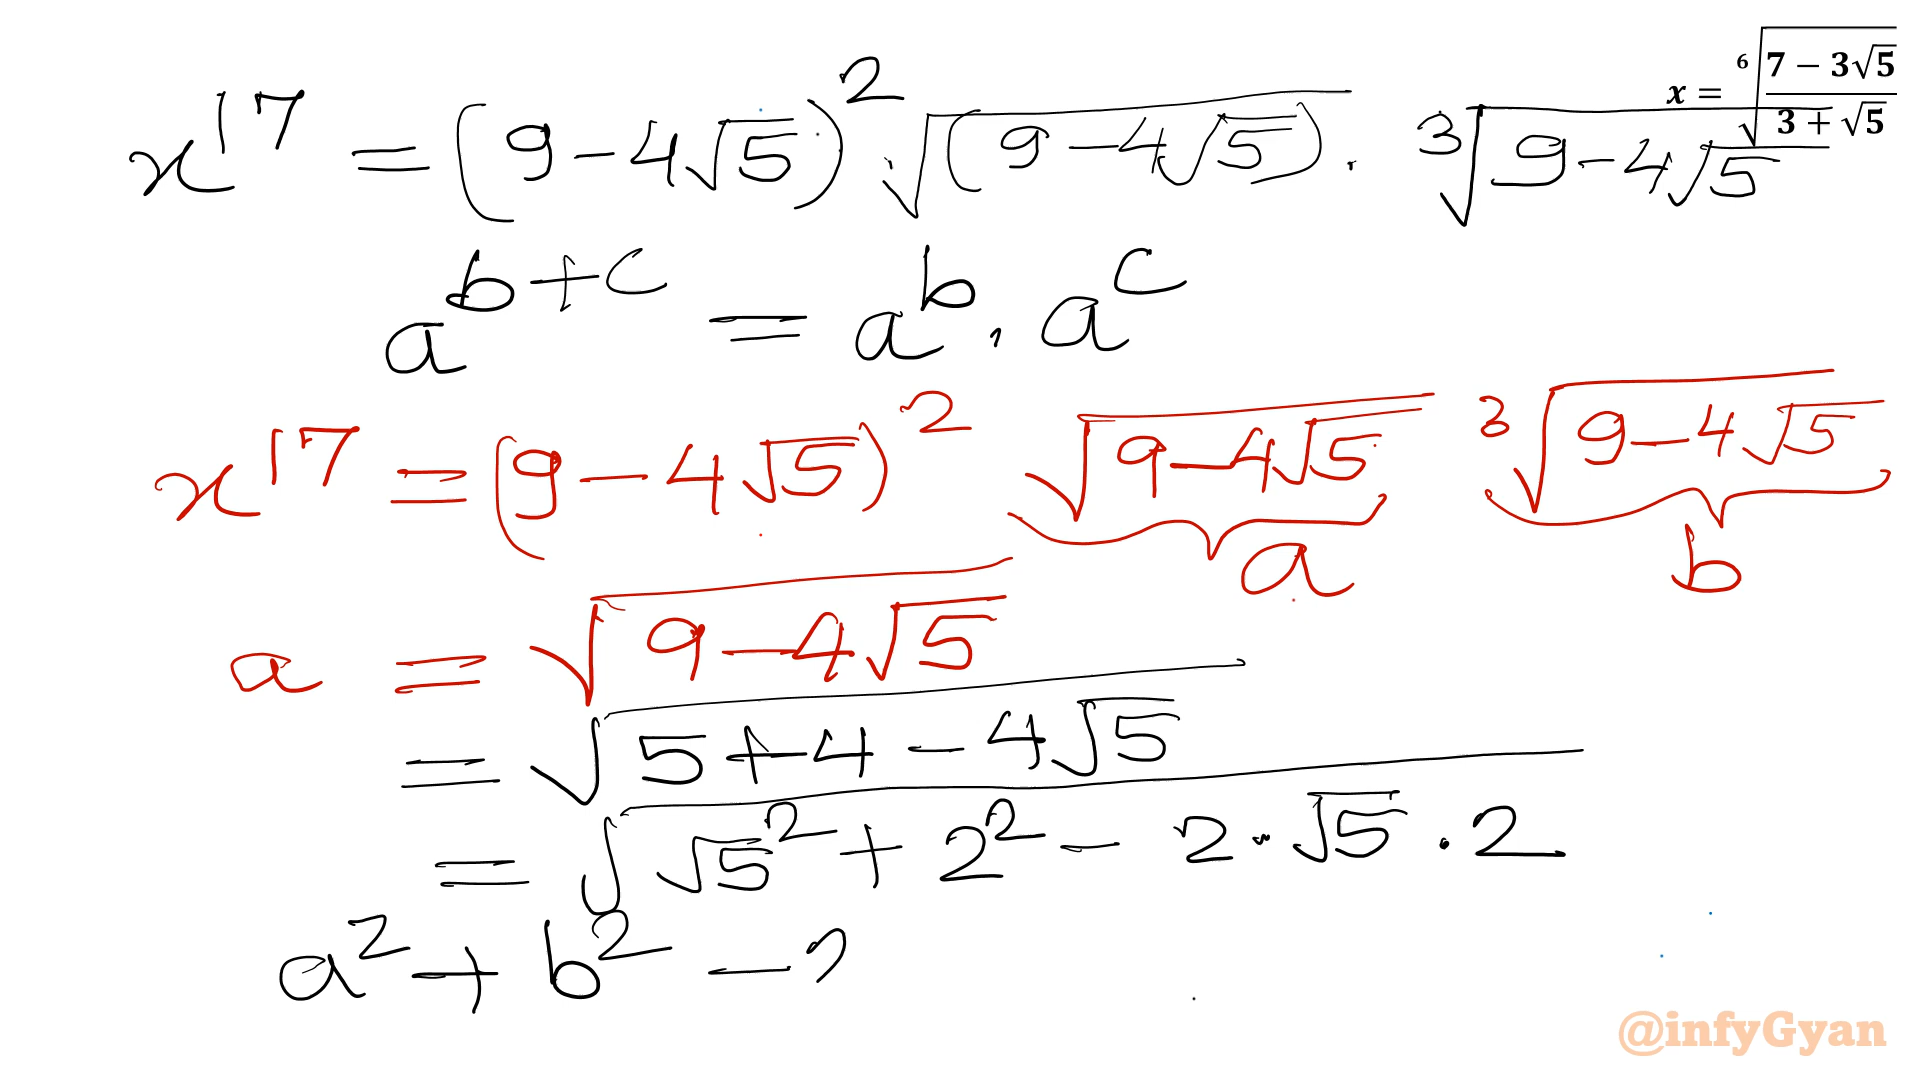 x = ⁶√((7 − 3√5)/(3 + √5))
x¹⁷ = (9 − 4√5)² √(9 − 4√5) · ³√(9 − 4√5)
a^(b+c) = a^b · a^c
x¹⁷ = (9 − 4√5)² √(9 − 4√5) ³√(9 − 4√5)
a b
a = √(9 − 4√5)
= √(5 + 4 − 4√5)
= √(√5² + 2² − 2 · √5 · 2)
a² + b² − 2
@infyGyan